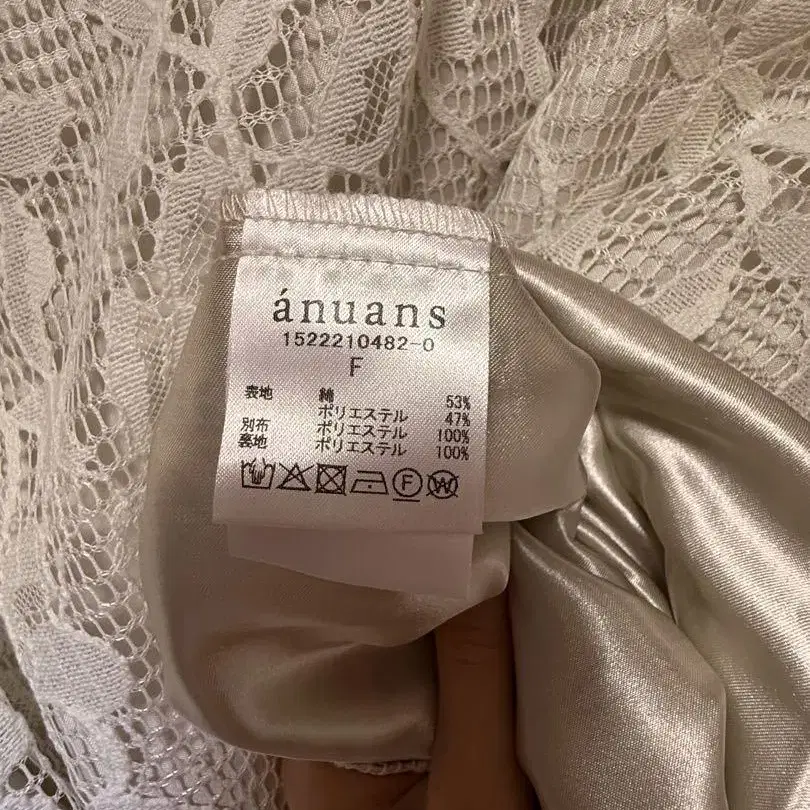 ánuans
1522210482-0
F
表地 綿 53%
ポリエステル 47%
別布 ポリエステル 100%
裏地 ポリエステル 100%
F W